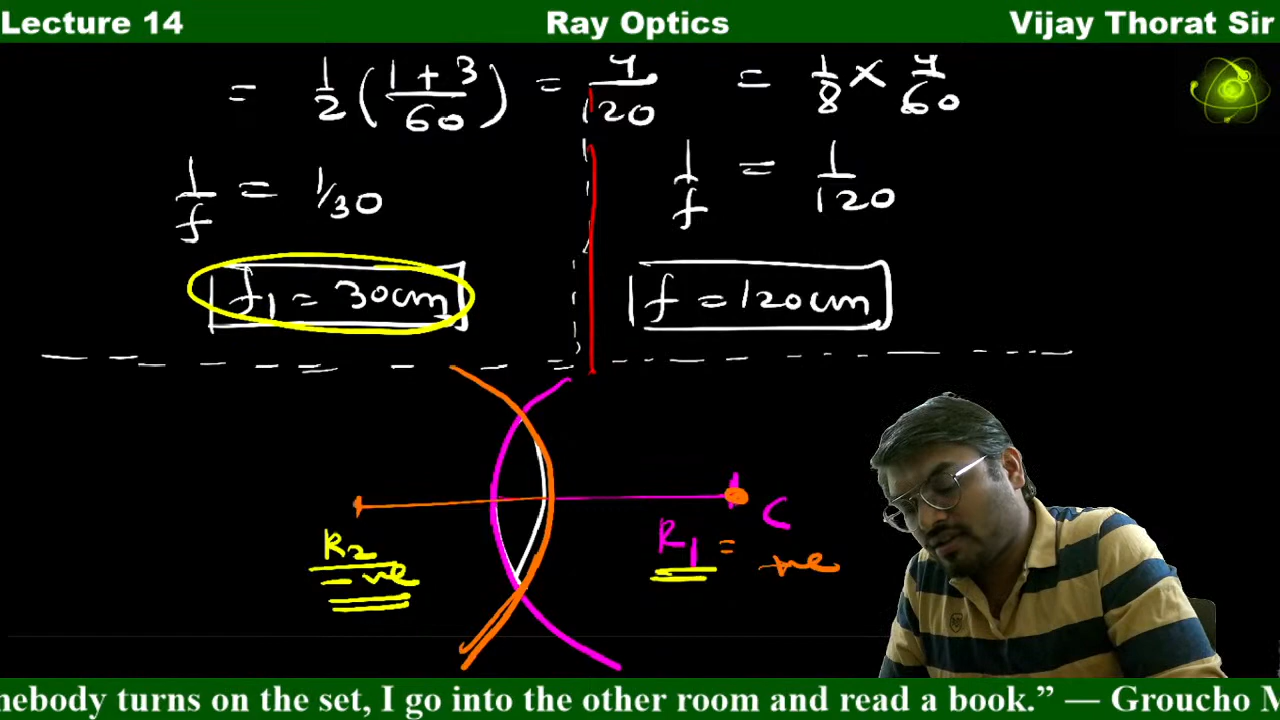 Lecture 14 Ray Optics Vijay Thorat Sir
= 1/2 (1 + 3 / 60) = 4/120 = 1/8 × 4/60
1/f = 1/30 1/f = 1/120
f1 = 30cm f = 120cm
C
R2 R1 = +ve
-ve
nebody turns on the set, I go into the other room and read a book.” — Groucho M